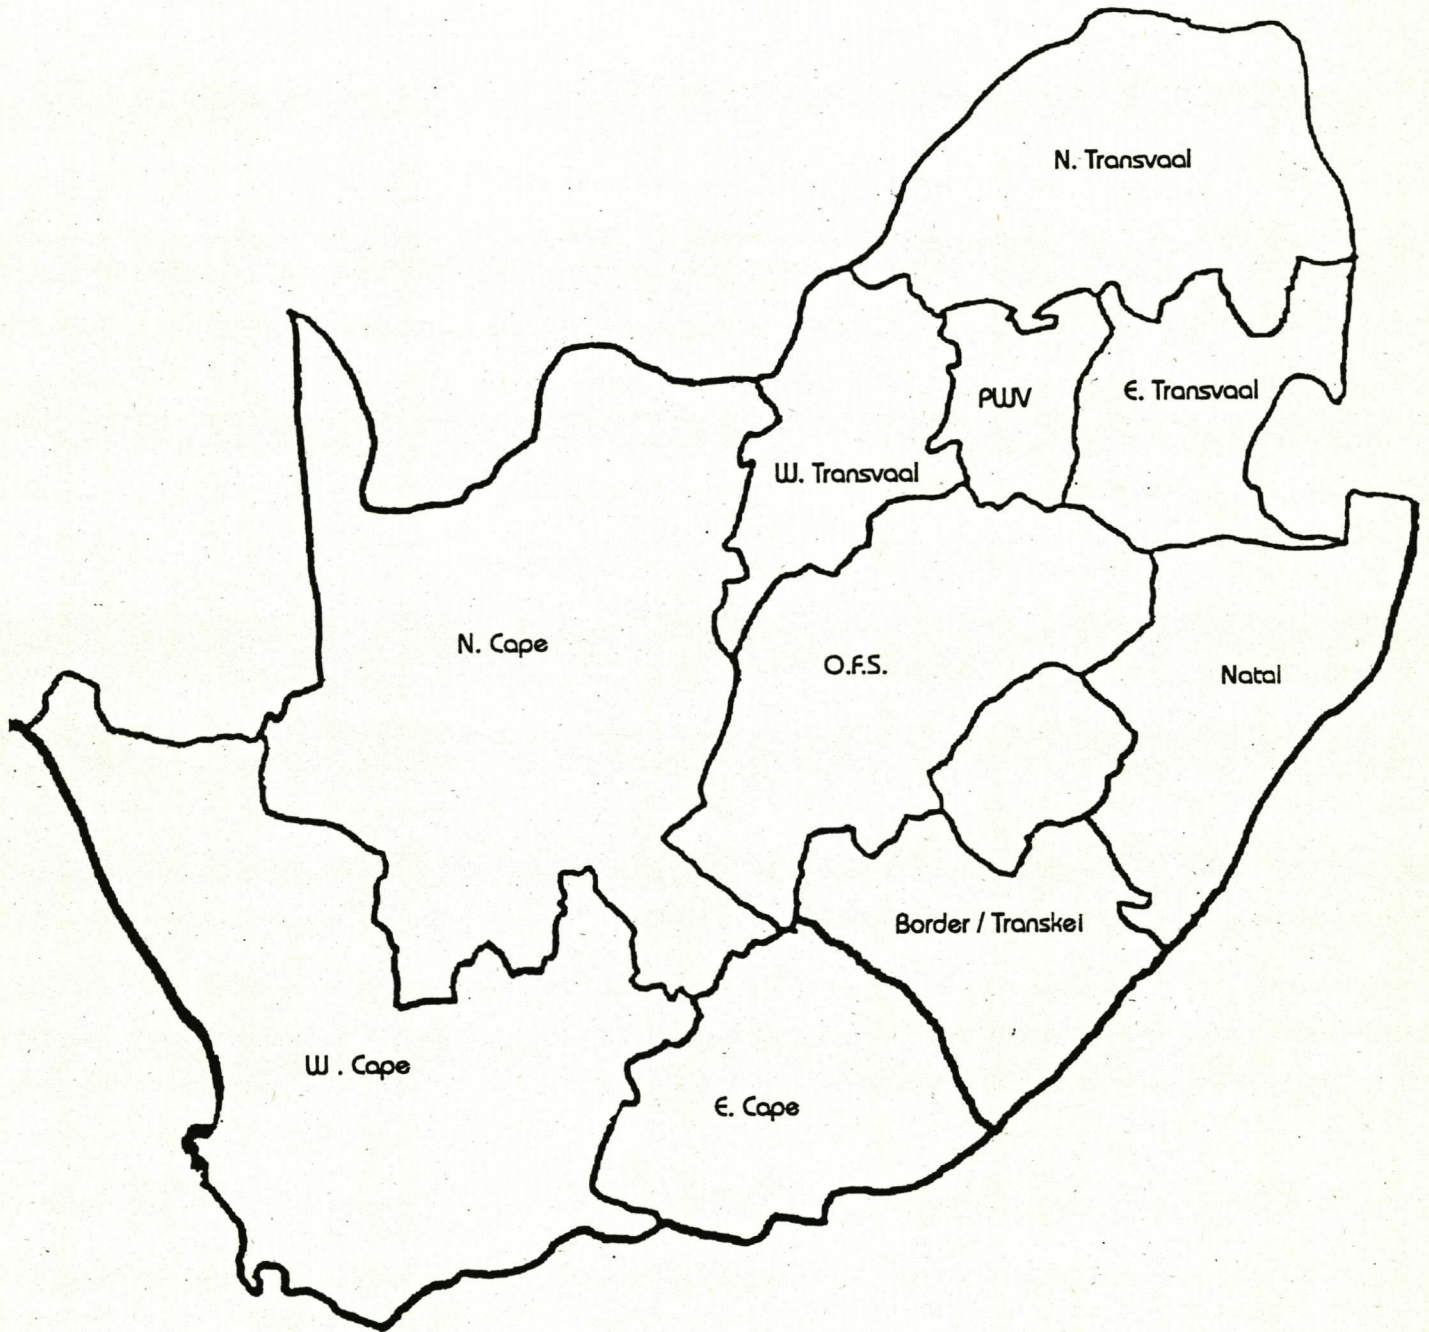 N. Transvaal
PWV
E. Transvaal
W. Transvaal
N. Cape
O.F.S.
Natal
Border / Transkei
W . Cape
E. Cape